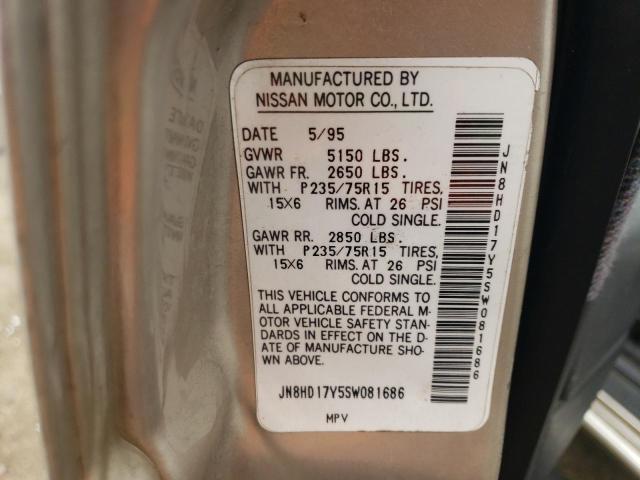 MANUFACTURED BY
NISSAN MOTOR CO., LTD.
DATE 5/95
GVWR 5150 LBS.
GAWR FR. 2650 LBS.
WITH P235/75R15 TIRES,
15X6 RIMS. AT 26 PSI
COLD SINGLE.
GAWR RR. 2850 LBS.
WITH P235/75R15 TIRES,
15X6 RIMS. AT 26 PSI
COLD SINGLE.
THIS VEHICLE CONFORMS TO
ALL APPLICABLE FEDERAL M-
OTOR VEHICLE SAFETY STAN-
DARDS IN EFFECT ON THE D-
ATE OF MANUFACTURE SHO-
WN ABOVE.
JN8HD17Y5SW081686
MPV
JN8HD17Y5SW081686